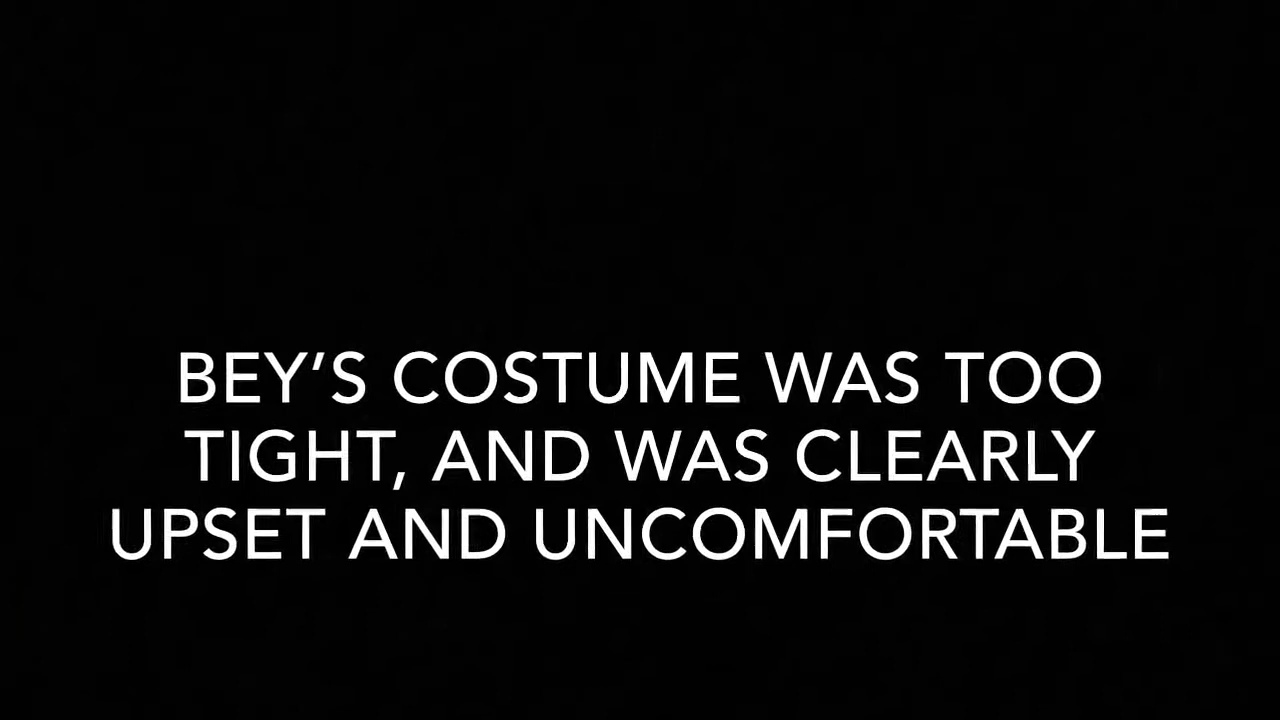 BEY’S COSTUME WAS TOO
TIGHT, AND WAS CLEARLY
UPSET AND UNCOMFORTABLE